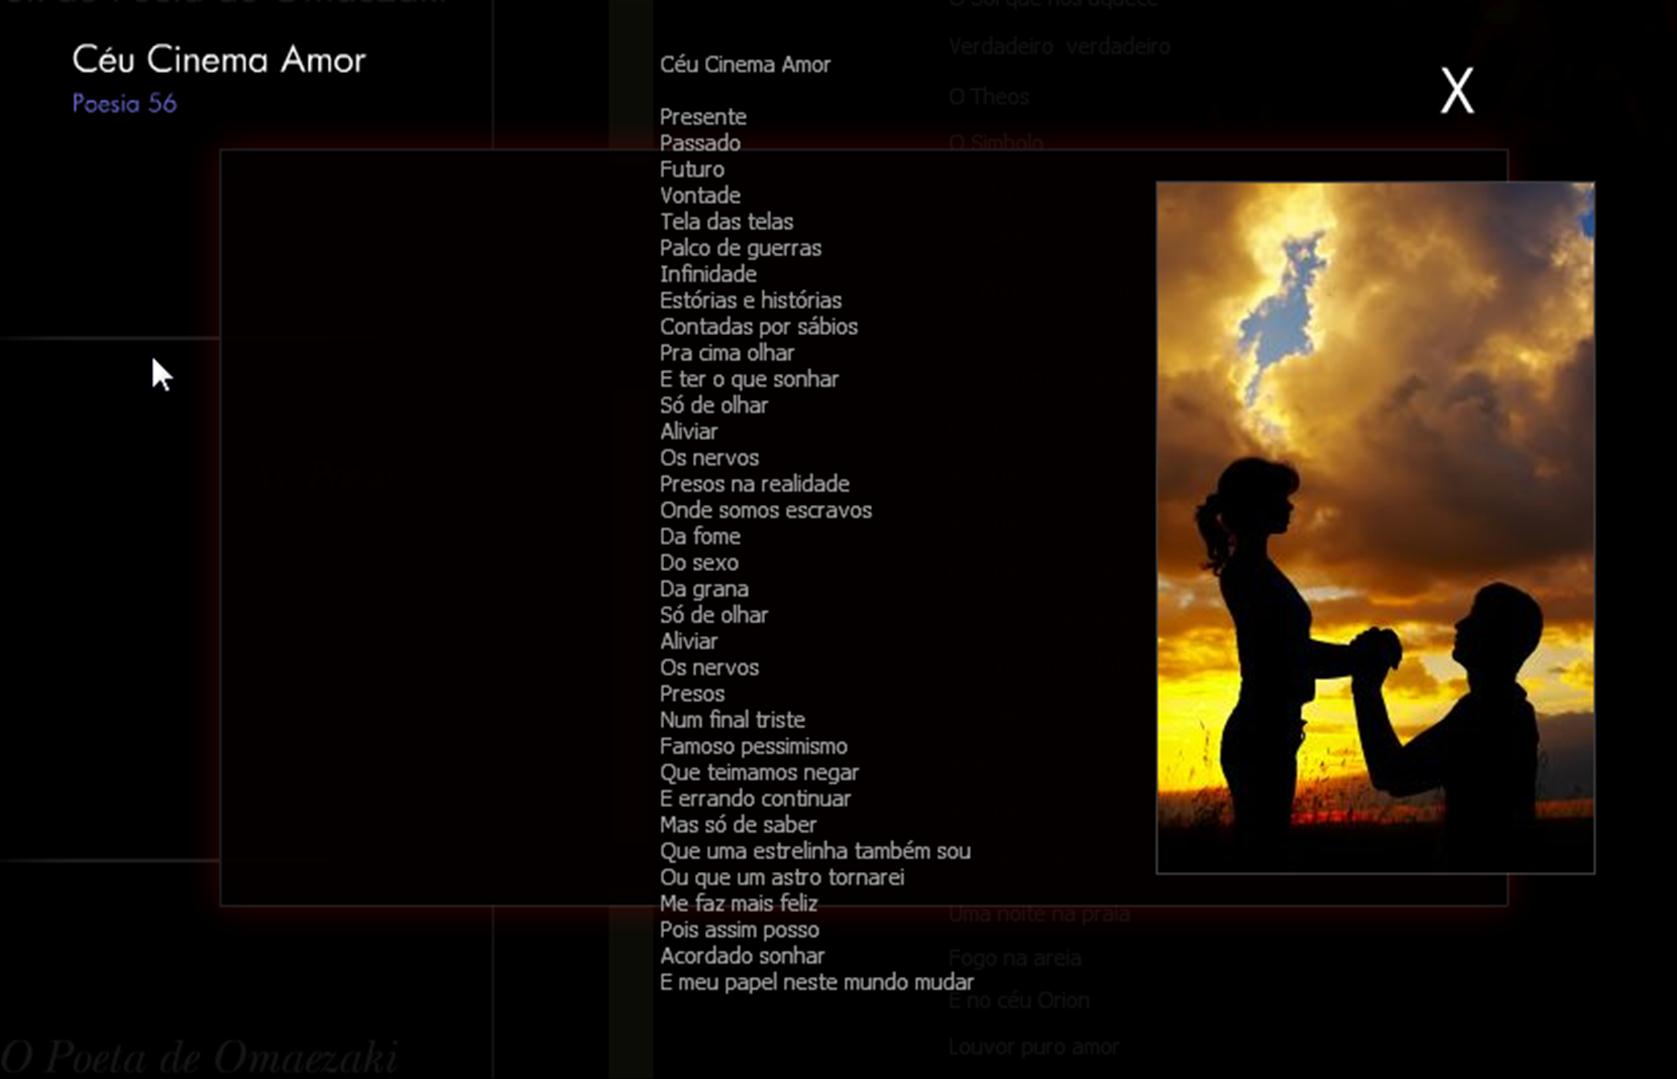 Céu Cinema Amor
Poesia 56
X
Céu Cinema Amor
Presente
Passado
Futuro
Vontade
Tela das telas
Palco de guerras
Infinidade
Estórias e histórias
Contadas por sábios
Pra cima olhar
E ter o que sonhar
Só de olhar
Aliviar
Os nervos
Presos na realidade
Onde somos escravos
Da fome
Do sexo
Da grana
Só de olhar
Aliviar
Os nervos
Presos
Num final triste
Famoso pessimismo
Que teimamos negar
E errando continuar
Mas só de saber
Que uma estrelinha também sou
Ou que um astro tornarei
Me faz mais feliz
Pois assim posso
Acordado sonhar
E meu papel neste mundo mudar
O Sol que nos aquece
Verdadeiro verdadeiro
O Theos
O Simbolo
Uma noite na praia
Fogo na areia
E no céu Orion
Louvor puro amor
O Poeta de Omaezaki